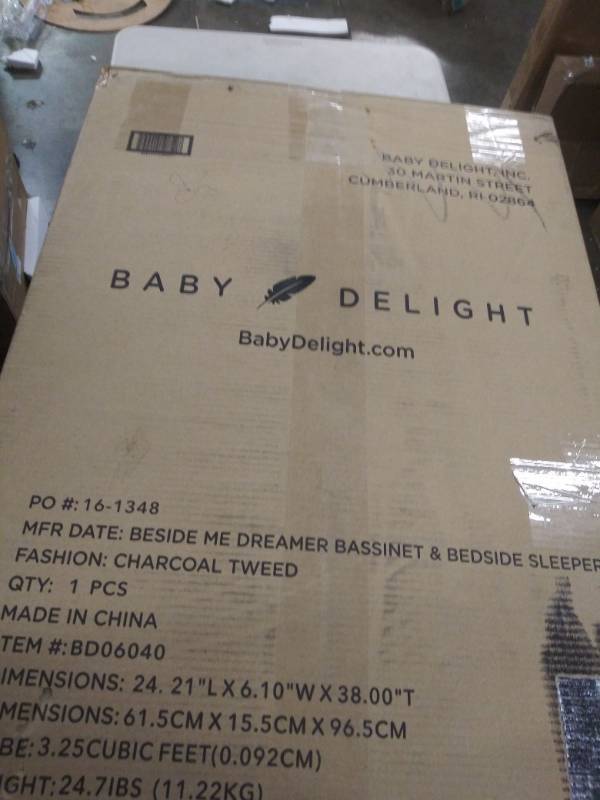 BABY DELIGHT, INC.
30 MARTIN STREET
CUMBERLAND, RI 02864
BABY DELIGHT
BabyDelight.com
PO #: 16-1348
MFR DATE: BESIDE ME DREAMER BASSINET & BEDSIDE SLEEPER
FASHION: CHARCOAL TWEED
QTY: 1 PCS
MADE IN CHINA
TEM #: BD06040
IMENSIONS: 24. 21"L X 6.10"W X 38.00"T
MENSIONS: 61.5CM X 15.5CM X 96.5CM
BE: 3.25CUBIC FEET(0.092CM)
IGHT: 24.7IBS (11.22KG)